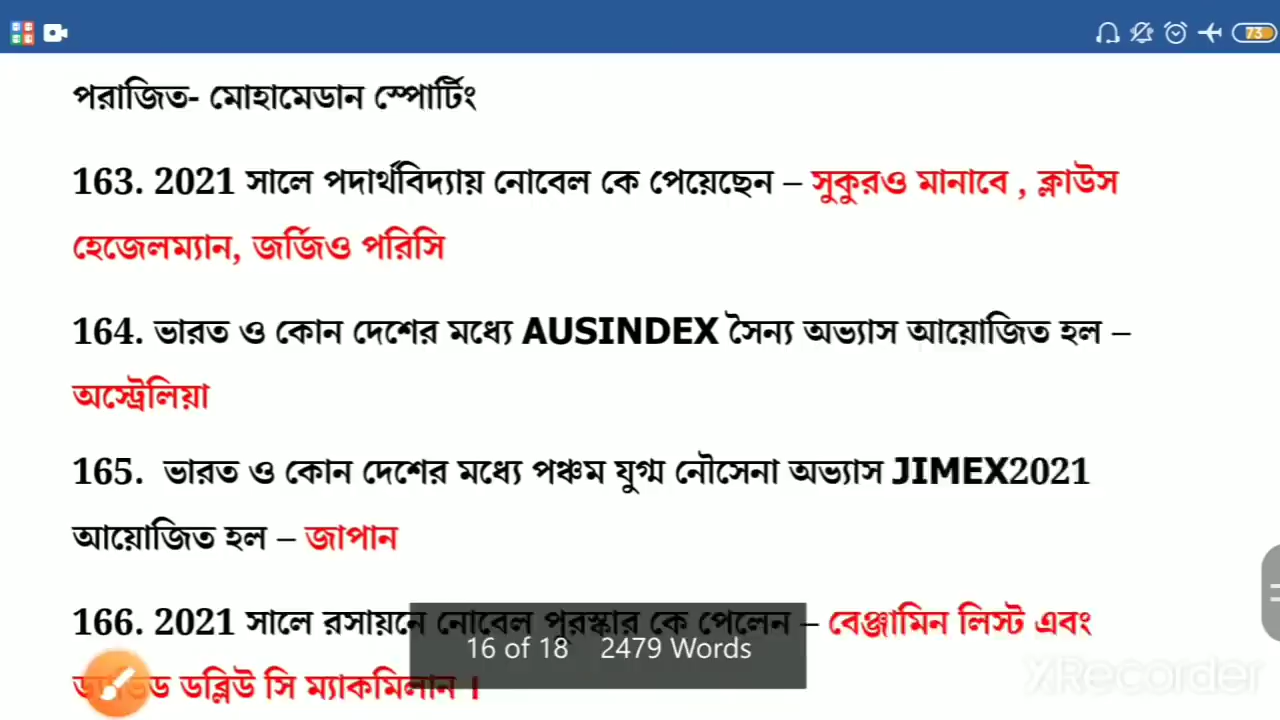 73
পরাজিত- মোহামেডান স্পোর্টিং
163. 2021 সালে পদার্থবিদ্যায় নোবেল কে পেয়েছেন – সুকুরও মানাবে , ক্লাউস
হেজেলম্যান, জর্জিও পরিসি
164. ভারত ও কোন দেশের মধ্যে AUSINDEX সৈন্য অভ্যাস আয়োজিত হল –
অস্ট্রেলিয়া
165. ভারত ও কোন দেশের মধ্যে পঞ্চম যুগ্ম নৌসেনা অভ্যাস JIMEX2021
আয়োজিত হল – জাপান
166. 2021 সালে রসায়নে নোবেল পুরস্কার কে পেলেন – বেঞ্জামিন লিস্ট এবং
16 of 18 2479 Words
ডব্লিউ সি ম্যাকমিলান ।
XRecorder